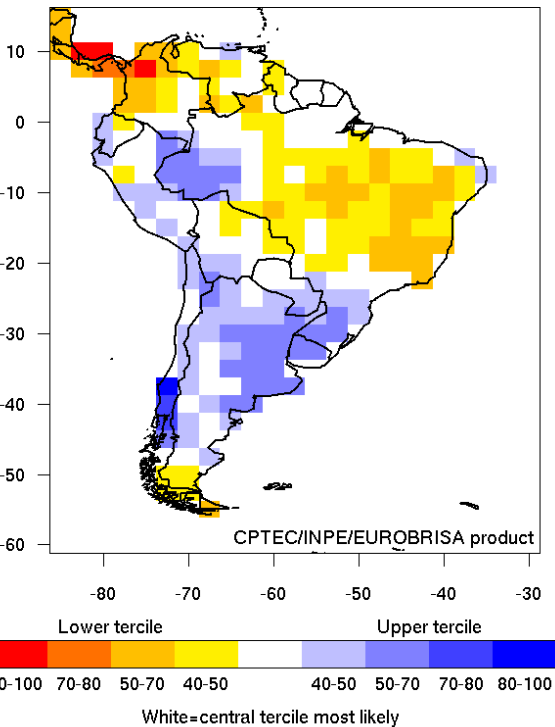 10
0
-10
-20
-30
-40
-50
-60
CPTEC/INPE/EUROBRISA product
-80 -70 -60 -50 -40 -30
Lower tercile Upper tercile
0-100 70-80 50-70 40-50 40-50 50-70 70-80 80-100
White=central tercile most likely